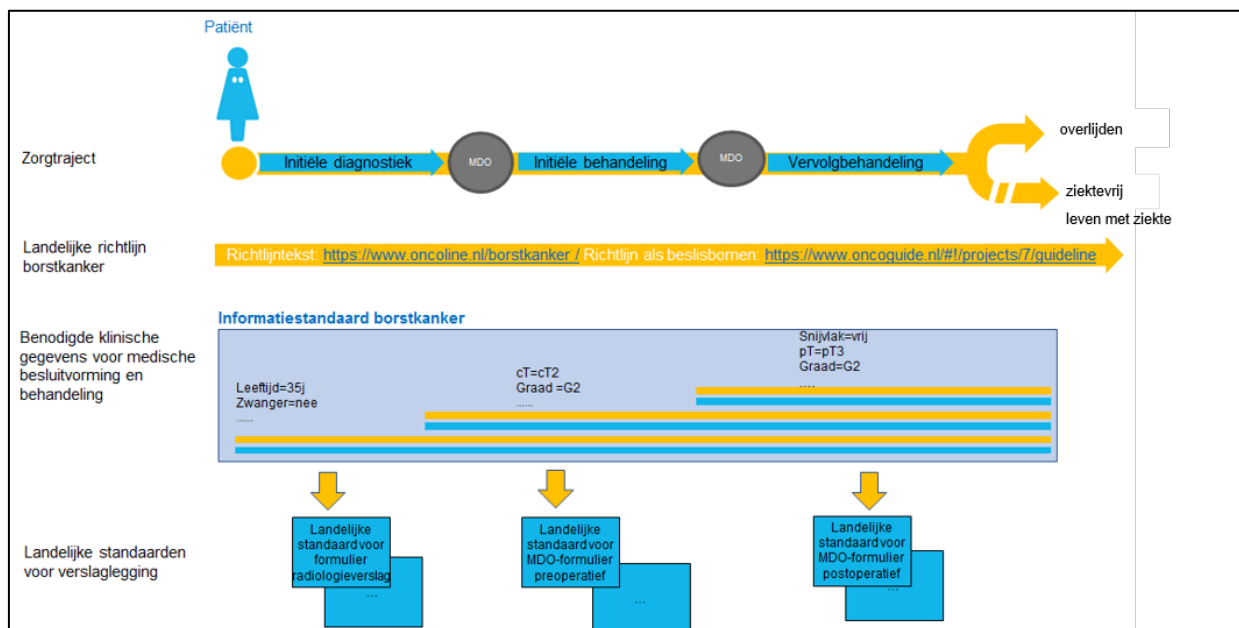 Patiënt
Zorgtraject
Initiële diagnostiek
MDO
Initiële behandeling
MDO
Vervolgbehandeling
overlijden
ziektevrij
leven met ziekte
Landelijke richtlijn
borstkanker
Richtlijntekst: https://www.oncoline.nl/borstkanker / Richtlijn als beslisbomen: https://www.oncoguide.nl/#!/projects/7/guideline
Informatiestandaard borstkanker
Benodigde klinische
gegevens voor medische
besluitvorming en
behandeling
Leeftijd=35j
Zwanger=nee
......
cT=cT2
Graad =G2
......
Snijvlak=vrij
pT=pT3
Graad=G2
....
Landelijke standaarden
voor verslaglegging
Landelijke
standaard voor
formulier
radiologieverslag
...
Landelijke
standaard voor
MDO-formulier
preoperatief
...
Landelijke
standaard voor
MDO-formulier
postoperatief
...